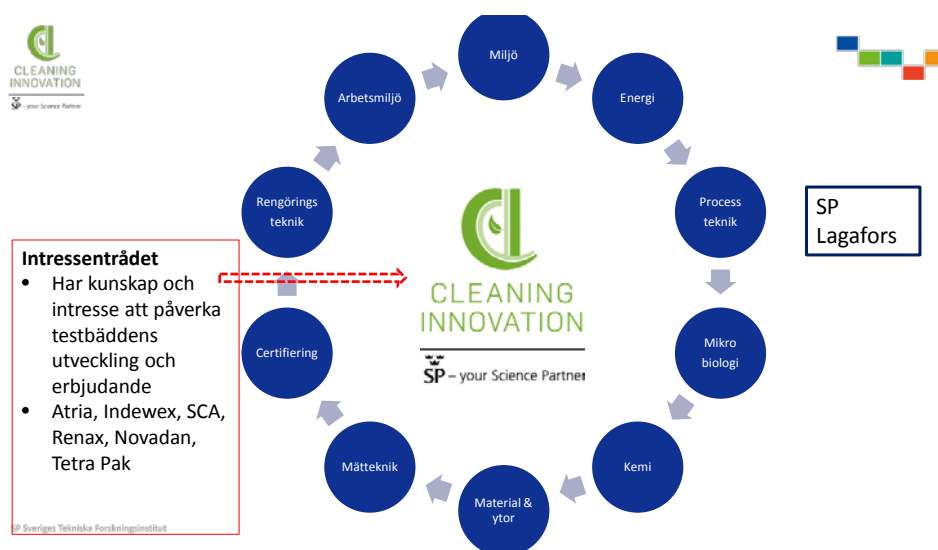 CLEANING
INNOVATION
SP – your Science Partner
Miljö
Energi
Process
teknik
Mikro
biologi
Kemi
Material &
ytor
Mätteknik
Certifiering
Rengörings
teknik
Arbetsmiljö
CLEANING
INNOVATION
SP – your Science Partner
SP
Lagafors
Intressentrådet
• Har kunskap och
intresse att påverka
testbäddens
utveckling och
erbjudande
• Atria, Indewex, SCA,
Renax, Novadan,
Tetra Pak
SP Sveriges Tekniska Forskningsinstitut